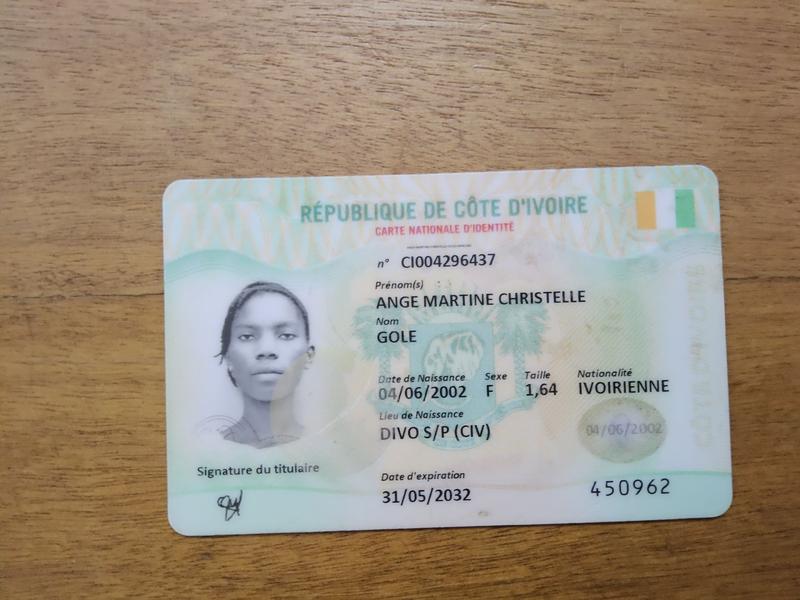 RÉPUBLIQUE DE CÔTE D'IVOIRE
CARTE NATIONALE D'IDENTITÉ
n° CI004296437
Prénom(s)
ANGE MARTINE CHRISTELLE
Nom
GOLE
Date de Naissance Sexe Taille Nationalité
04/06/2002 F 1,64 IVOIRIENNE
Lieu de Naissance
DIVO S/P (CIV)
04/06/2002
Signature du titulaire
Date d'expiration
31/05/2032
450962